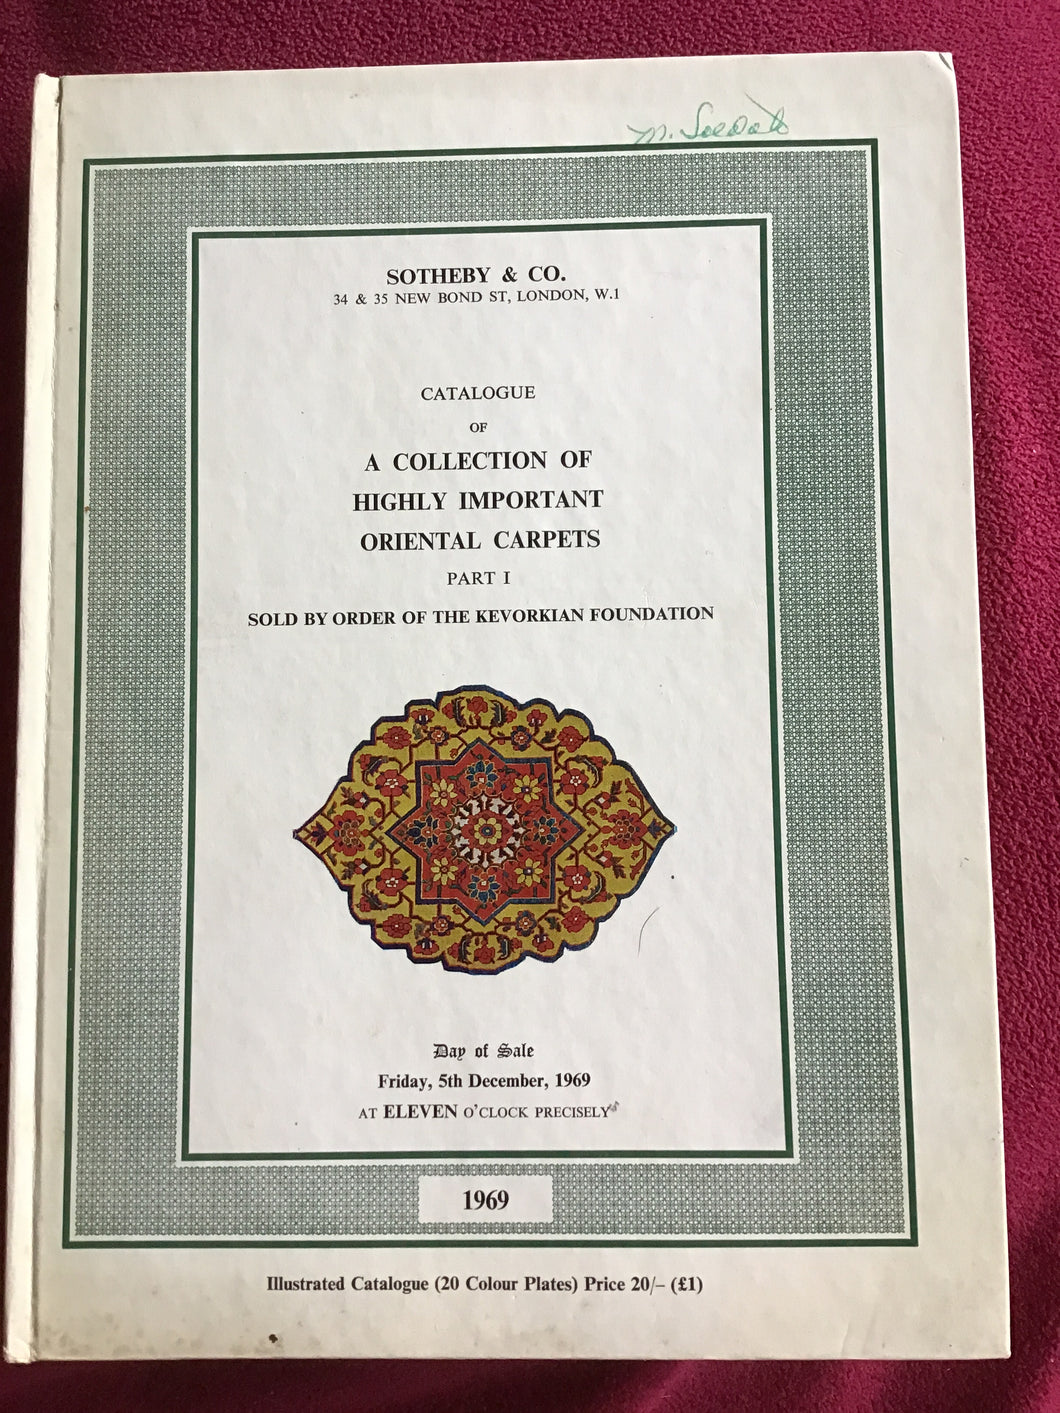 SOTHEBY & CO.
34 & 35 NEW BOND ST, LONDON, W.1
CATALOGUE
OF
A COLLECTION OF
HIGHLY IMPORTANT
ORIENTAL CARPETS
PART I
SOLD BY ORDER OF THE KEVORKIAN FOUNDATION
Day of Sale
Friday, 5th December, 1969
AT ELEVEN O'CLOCK PRECISELY
1969
Illustrated Catalogue (20 Colour Plates) Price 20/– (£1)